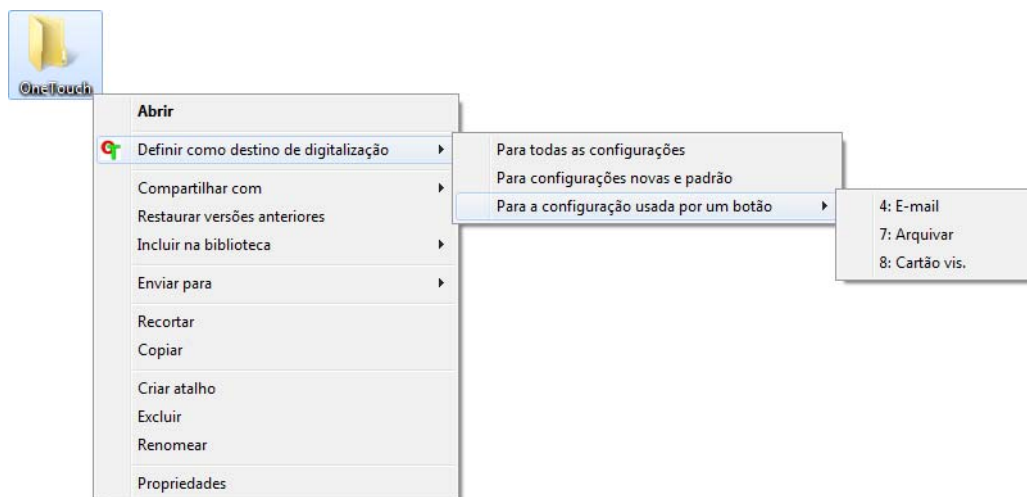 OneTouch
Abrir
Definir como destino de digitalização
Compartilhar com
Restaurar versões anteriores
Incluir na biblioteca
Enviar para
Recortar
Copiar
Criar atalho
Excluir
Renomear
Propriedades
Para todas as configurações
Para configurações novas e padrão
Para a configuração usada por um botão
4: E-mail
7: Arquivar
8: Cartão vis.